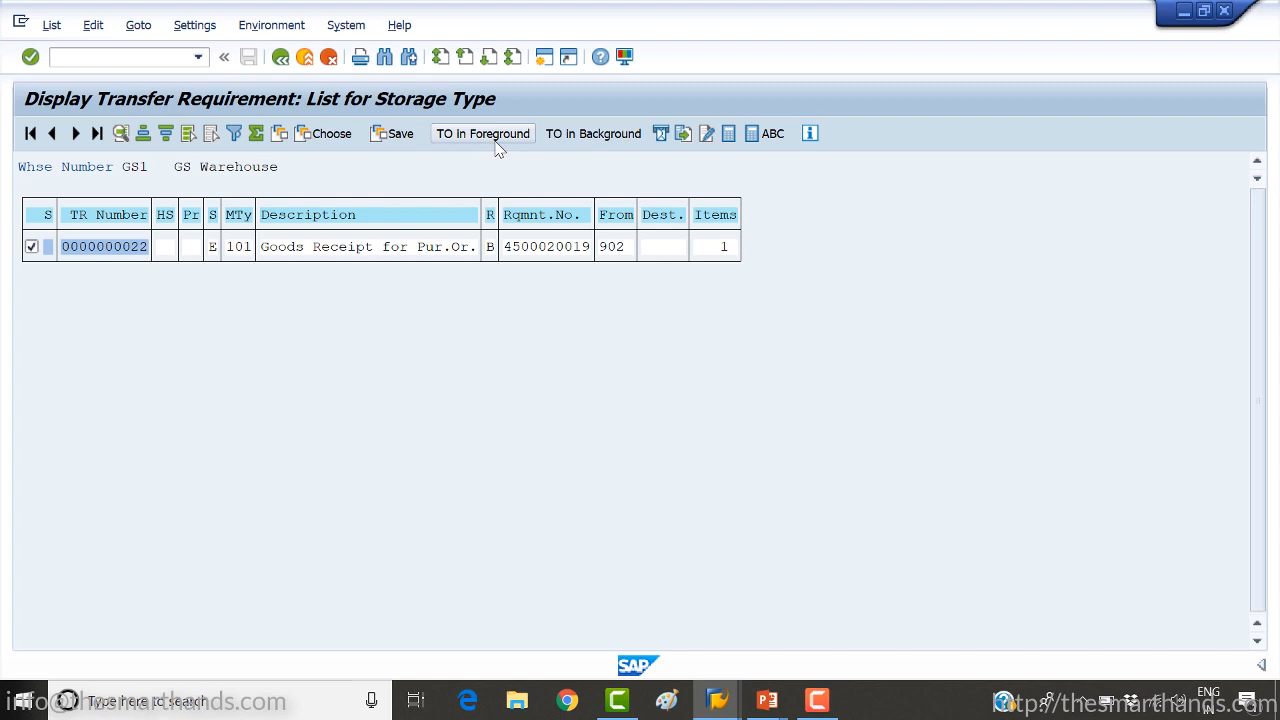 List Edit Goto Settings Environment System Help
Display Transfer Requirement: List for Storage Type
Choose Save TO in Foreground TO in Background ABC
Whse Number GS1 GS Warehouse
S TR Number HS Pr S MTy Description R Rqmnt.No. From Dest. Items
0000000022 E 101 Goods Receipt for Pur.Or. B 4500020019 902 1
SAP
Type here to search
info@thesmarthands.com
ENG
IN
http://thesmarthands.com